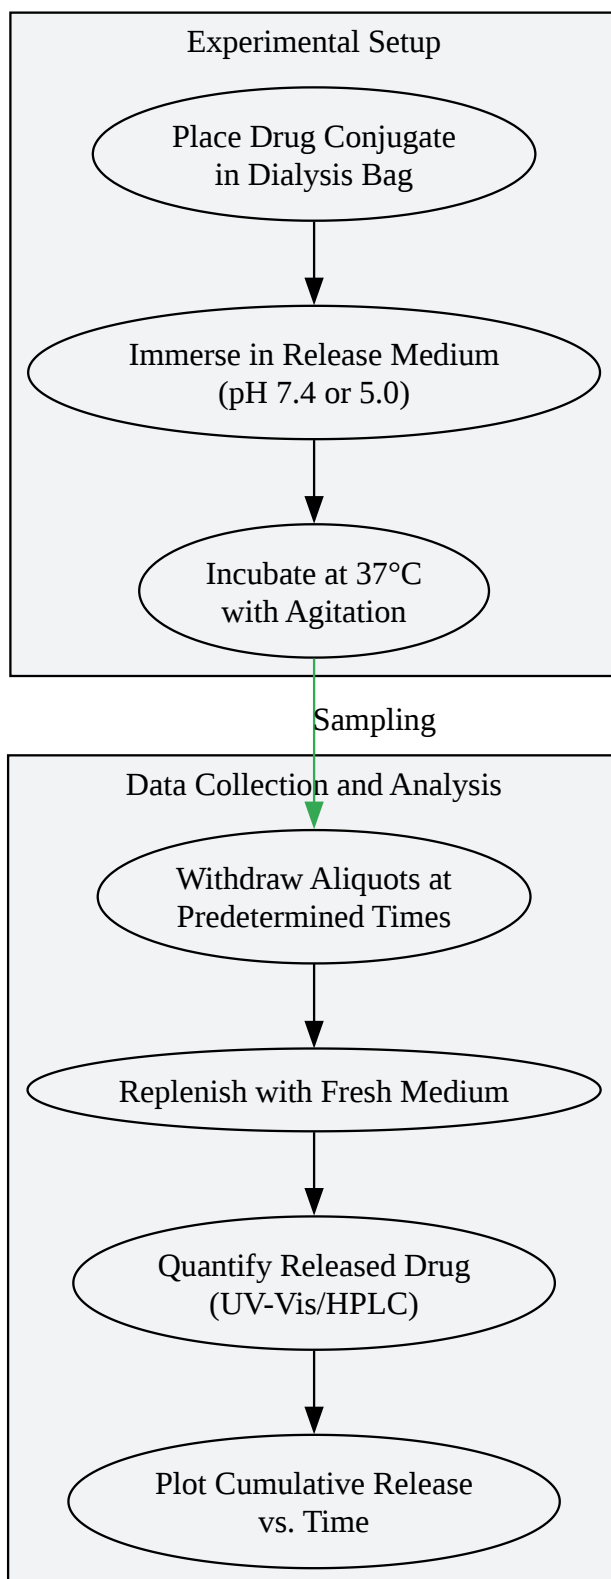 Experimental Setup
Place Drug Conjugate
in Dialysis Bag
Immerse in Release Medium
(pH 7.4 or 5.0)
Incubate at 37°C
with Agitation
Sampling
Data Collection and Analysis
Withdraw Aliquots at
Predetermined Times
Replenish with Fresh Medium
Quantify Released Drug
(UV-Vis/HPLC)
Plot Cumulative Release
vs. Time